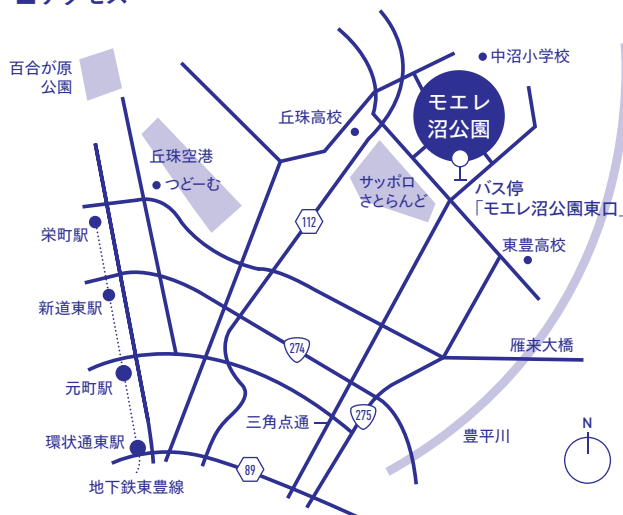 ■アクセス
百合が原
公園
中沼小学校
モエレ
沼公園
丘珠高校
丘珠空港
つどーむ
サッポロ
さとらんど
バス停
「モエレ沼公園東口」
112
東豊高校
栄町駅
新道東駅
274
雁来大橋
元町駅
三角点通
275
豊平川
N
環状通東駅
89
地下鉄東豊線